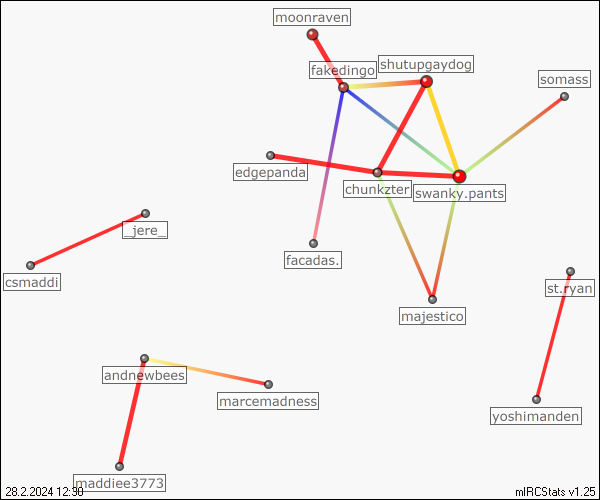 moonraven
shutupgaydog
fakedingo
somass
edgepanda
chunkzter
swanky.pants
_jere_
facadas.
csmaddi
st.ryan
majestico
andnewbees
marcemadness
yoshimanden
maddiee3773
28.2.2024 12:30
mIRCStats v1.25